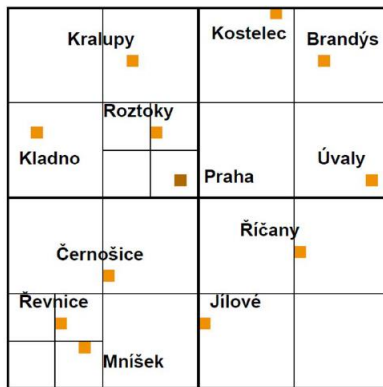 Kostelec
Kralupy
Brandýs
Roztoky
Kladno
Praha
Úvaly
Říčany
Černošice
Řevnice
Jílové
Mníšek